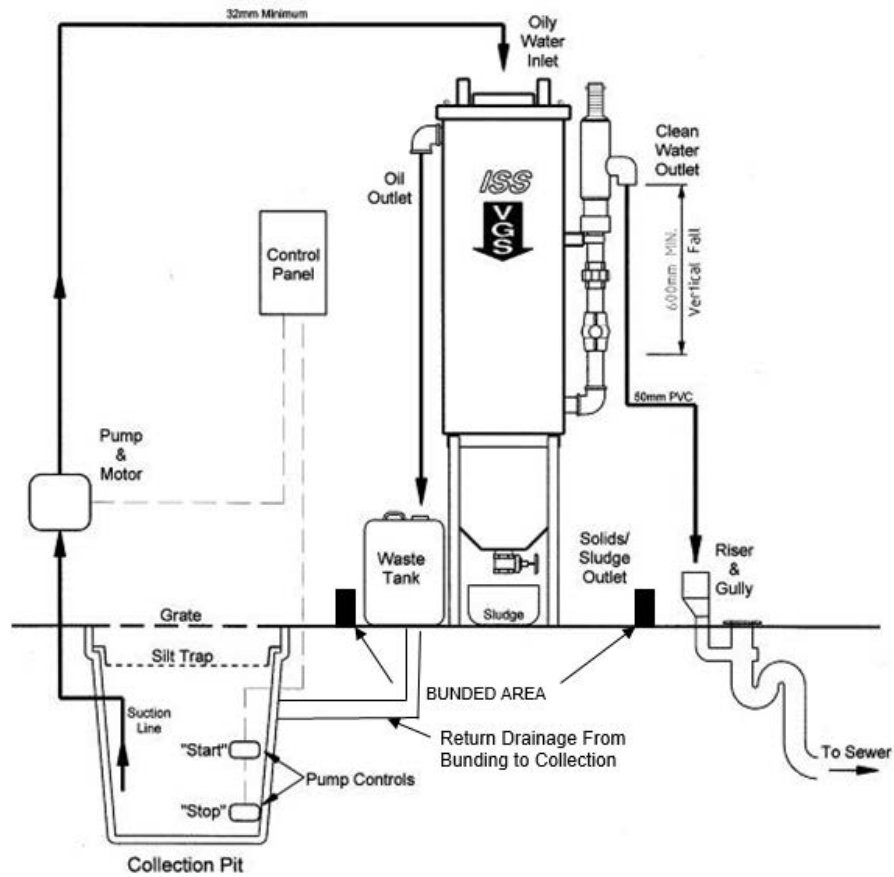 32mm Minimum
Oily
Water
Inlet
Clean
Water
Outlet
Oil
Outlet
ISS
VGS
600mm MIN.
Vertical Fall
Control
Panel
50mm PVC
Pump
&
Motor
Waste
Tank
Solids/
Sludge
Outlet
Riser
&
Gully
Sludge
Grate
Silt Trap
BUNDED AREA
Suction
Line
Return Drainage From
Bunding to Collection
"Start"
Pump Controls
"Stop"
To Sewer
Collection Pit